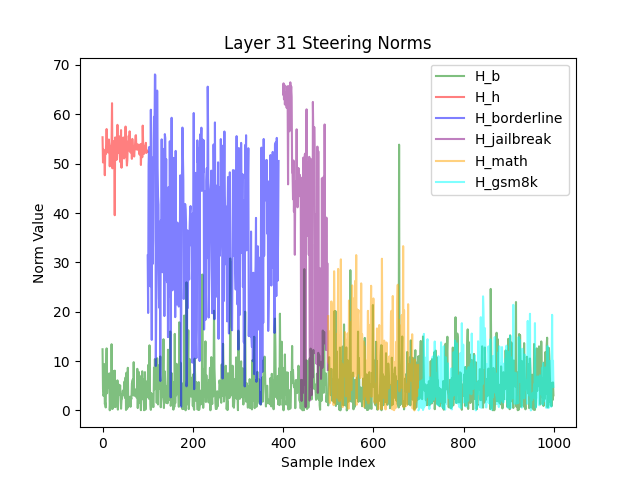 Layer 31 Steering Norms
70
60
50
40
30
20
10
0
Norm Value
H_b
H_h
H_borderline
H_jailbreak
H_math
H_gsm8k
0
200
400
600
800
1000
Sample Index